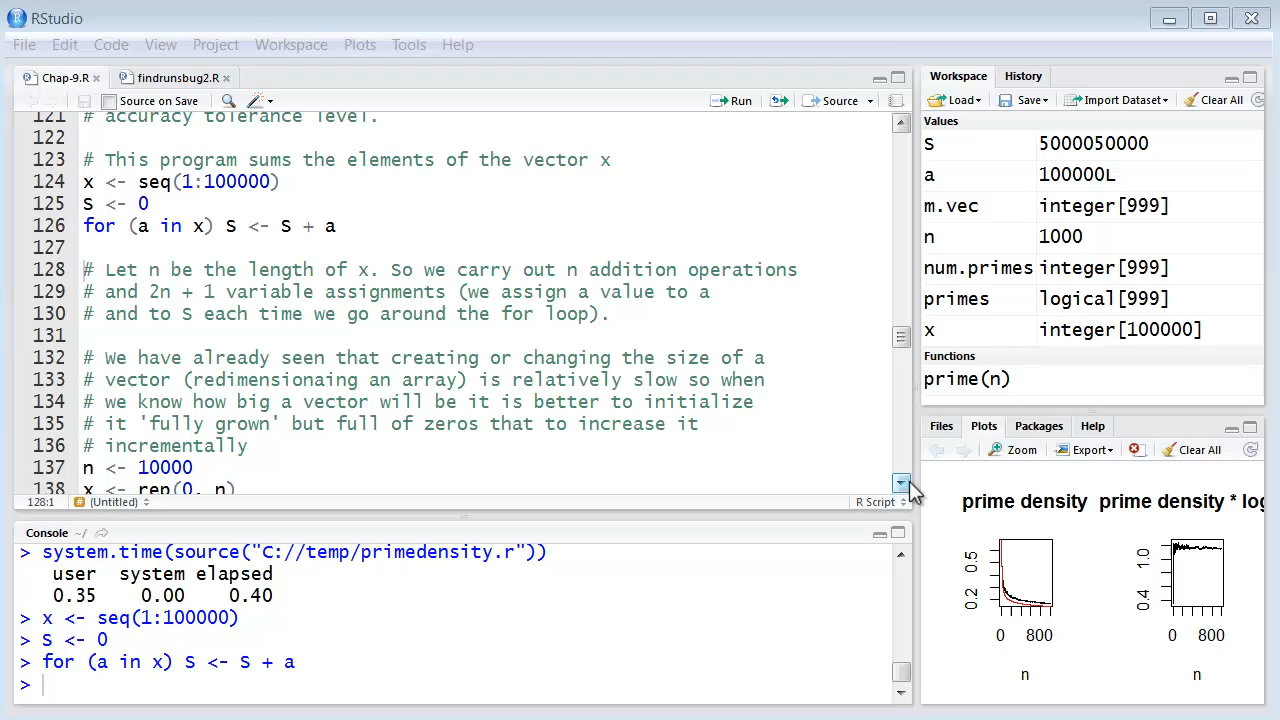 RStudio
File Edit Code View Project Workspace Plots Tools Help
Chap-9.R findrunsbug2.R
Source on Save Run Source
121 # accuracy tolerance level.
122
123 # This program sums the elements of the vector x
124 x <- seq(1:100000)
125 S <- 0
126 for (a in x) S <- S + a
127
128 # Let n be the length of x. So we carry out n addition operations
129 # and 2n + 1 variable assignments (we assign a value to a
130 # and to S each time we go around the for loop).
131
132 # We have already seen that creating or changing the size of a
133 # vector (redimensionaing an array) is relatively slow so when
134 # we know how big a vector will be it is better to initialize
135 # it 'fully grown' but full of zeros that to increase it
136 # incrementally
137 n <- 10000
138 x <- rep(0, n)
128:1 (Untitled) R Script
Console ~/
> system.time(source("C://temp/primedensity.r"))
user system elapsed
0.35 0.00 0.40
> x <- seq(1:100000)
> S <- 0
> for (a in x) S <- S + a
>
Workspace History
Load Save Import Dataset Clear All
Values
S 5000050000
a 100000L
m.vec integer[999]
n 1000
num.primes integer[999]
primes logical[999]
x integer[100000]
Functions
prime(n)
Files Plots Packages Help
Zoom Export Clear All
prime density prime density * log
0.5 1.0
0.2 0.4
0 800 0 800
n n